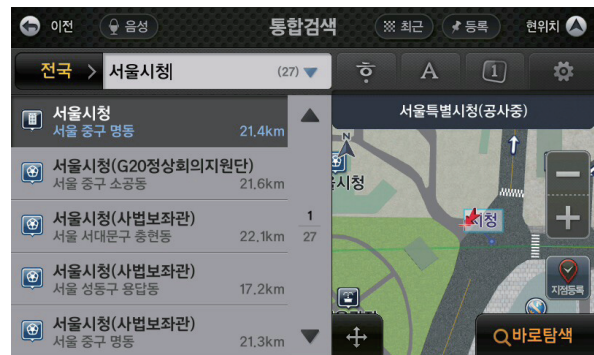 이전
음성
통합검색
최근
등록
현위치
전국 > 서울시청 (27)
ㅎ A 1
서울시청
서울 중구 명동 21.4km
서울시청(G20정상회의지원단)
서울 중구 소공동 21.6km
서울시청(사법보좌관)
서울 서대문구 충현동 22.1km
서울시청(사법보좌관)
서울 성동구 용답동 17.2km
서울시청(사법보좌관)
서울 중구 명동 21.3km
1
27
서울특별시(공사중)
N
시청
시청
지점등록
바로탐색